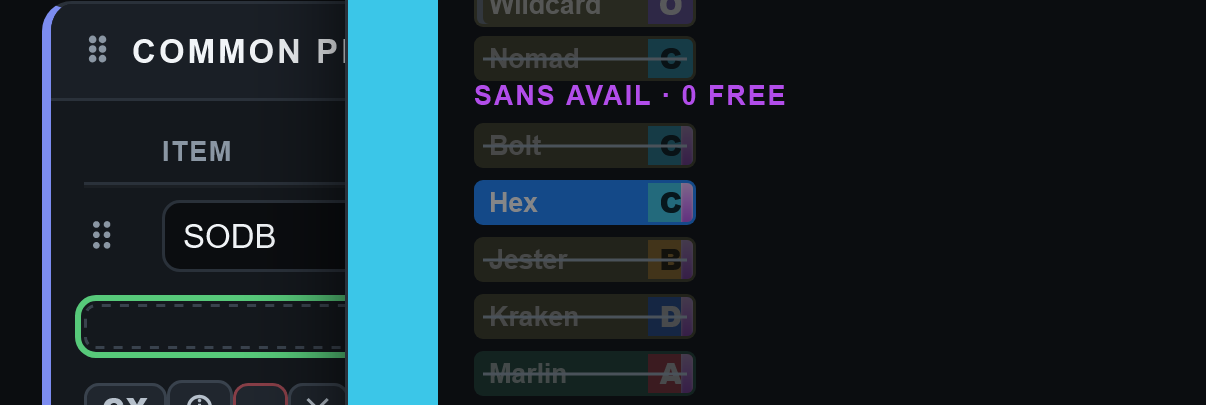 COMMON
ITEM
SODB
Wildcard O
Nomad C
SANS AVAIL · 0 FREE
Bolt C
Hex C
Jester B
Kraken D
Marlin A